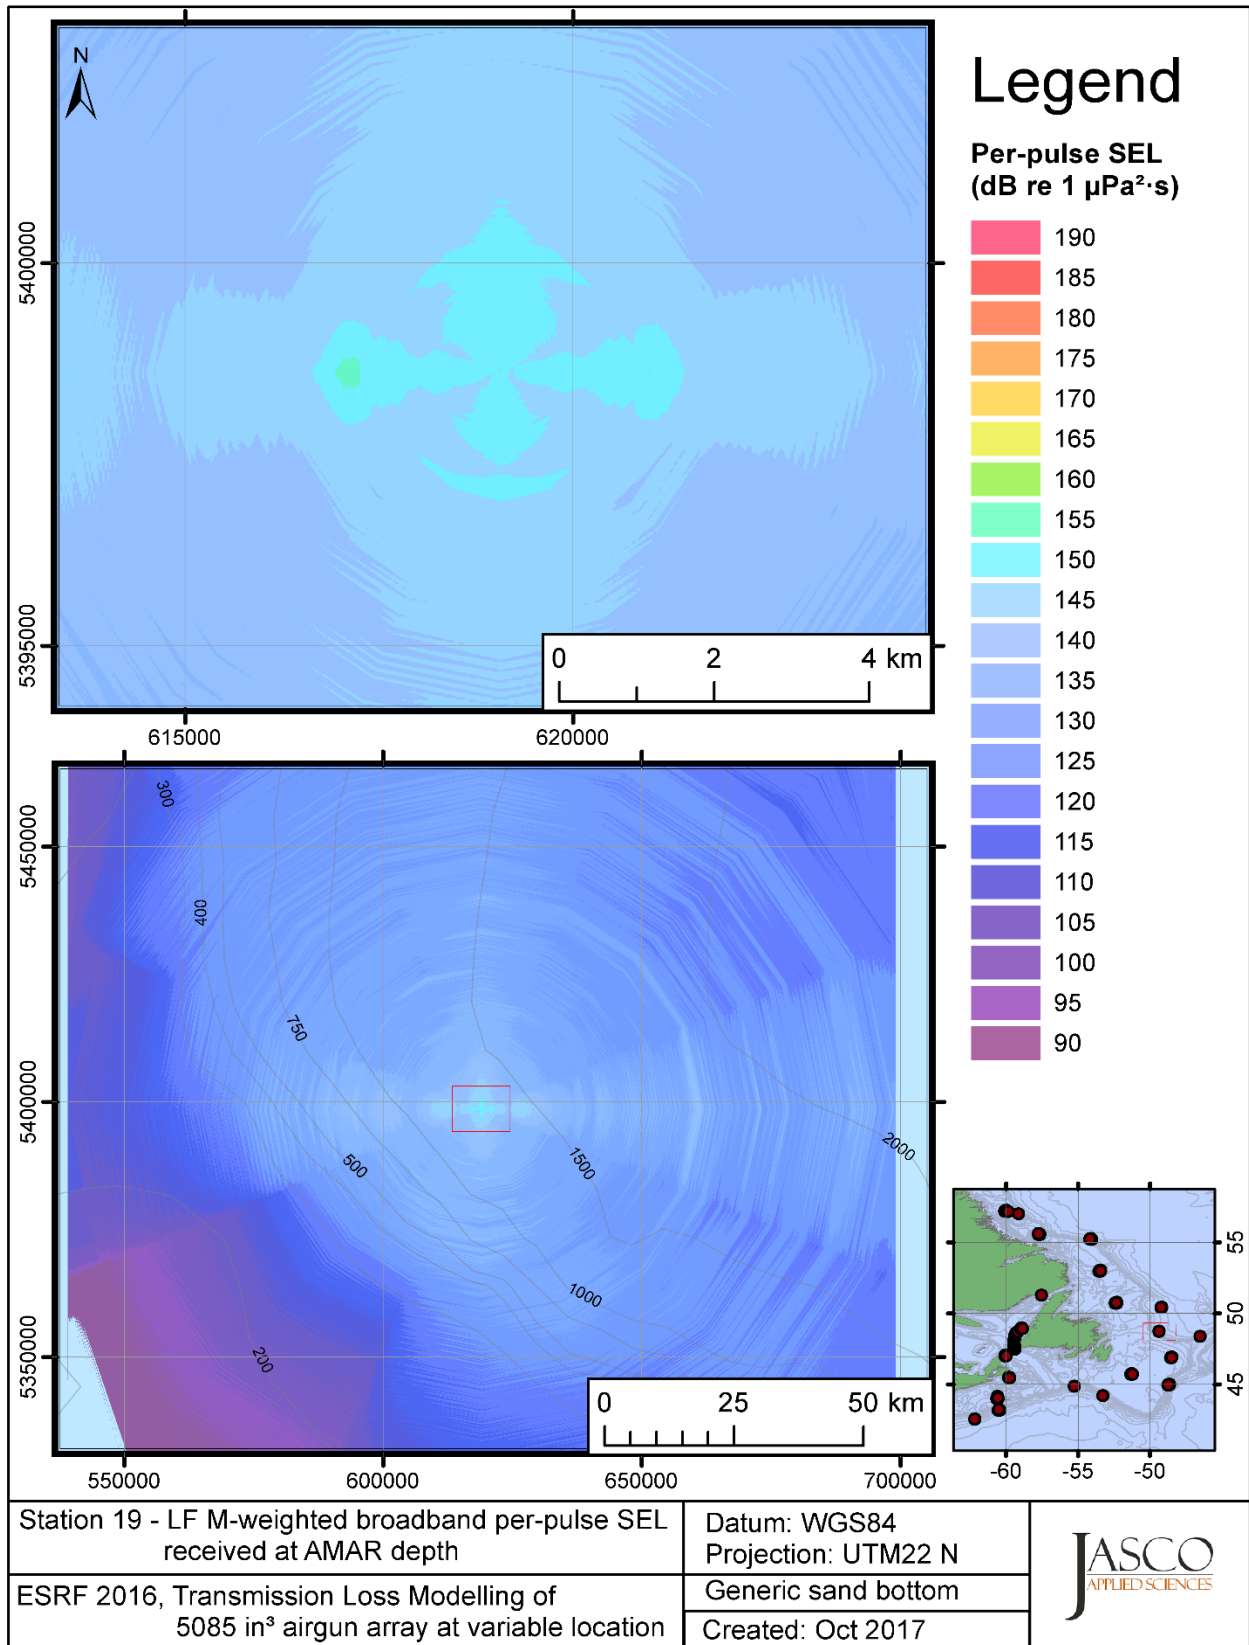 N
5400000
5395000
0 2 4 km
615000 620000
Legend
Per-pulse SEL
(dB re 1 µPa²·s)
190
185
180
175
170
165
160
155
150
145
140
135
130
125
120
115
110
105
100
95
90
5450000
5400000
5350000
300
400
750
500
1500
2000
1000
200
0 25 50 km
550000 600000 650000 700000
55
50
45
-60 -55 -50
Station 19 - LF M-weighted broadband per-pulse SEL
received at AMAR depth
ESRF 2016, Transmission Loss Modelling of
5085 in³ airgun array at variable location
Datum: WGS84
Projection: UTM22 N
Generic sand bottom
Created: Oct 2017
JASCO
APPLIED SCIENCES